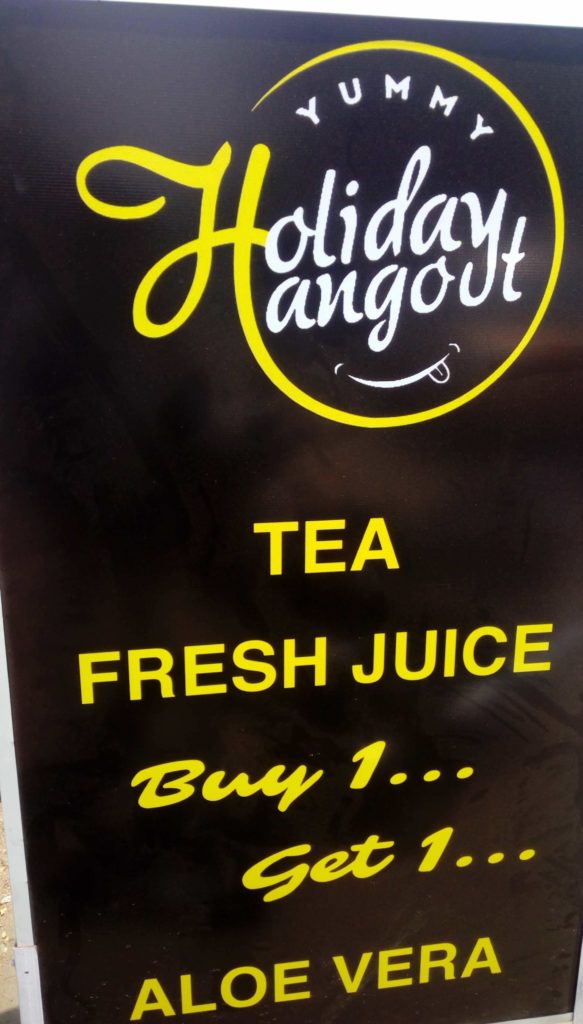 YUMMY
Holiday
Hangout
TEA
FRESH JUICE
Buy 1...
Get 1...
ALOE VERA